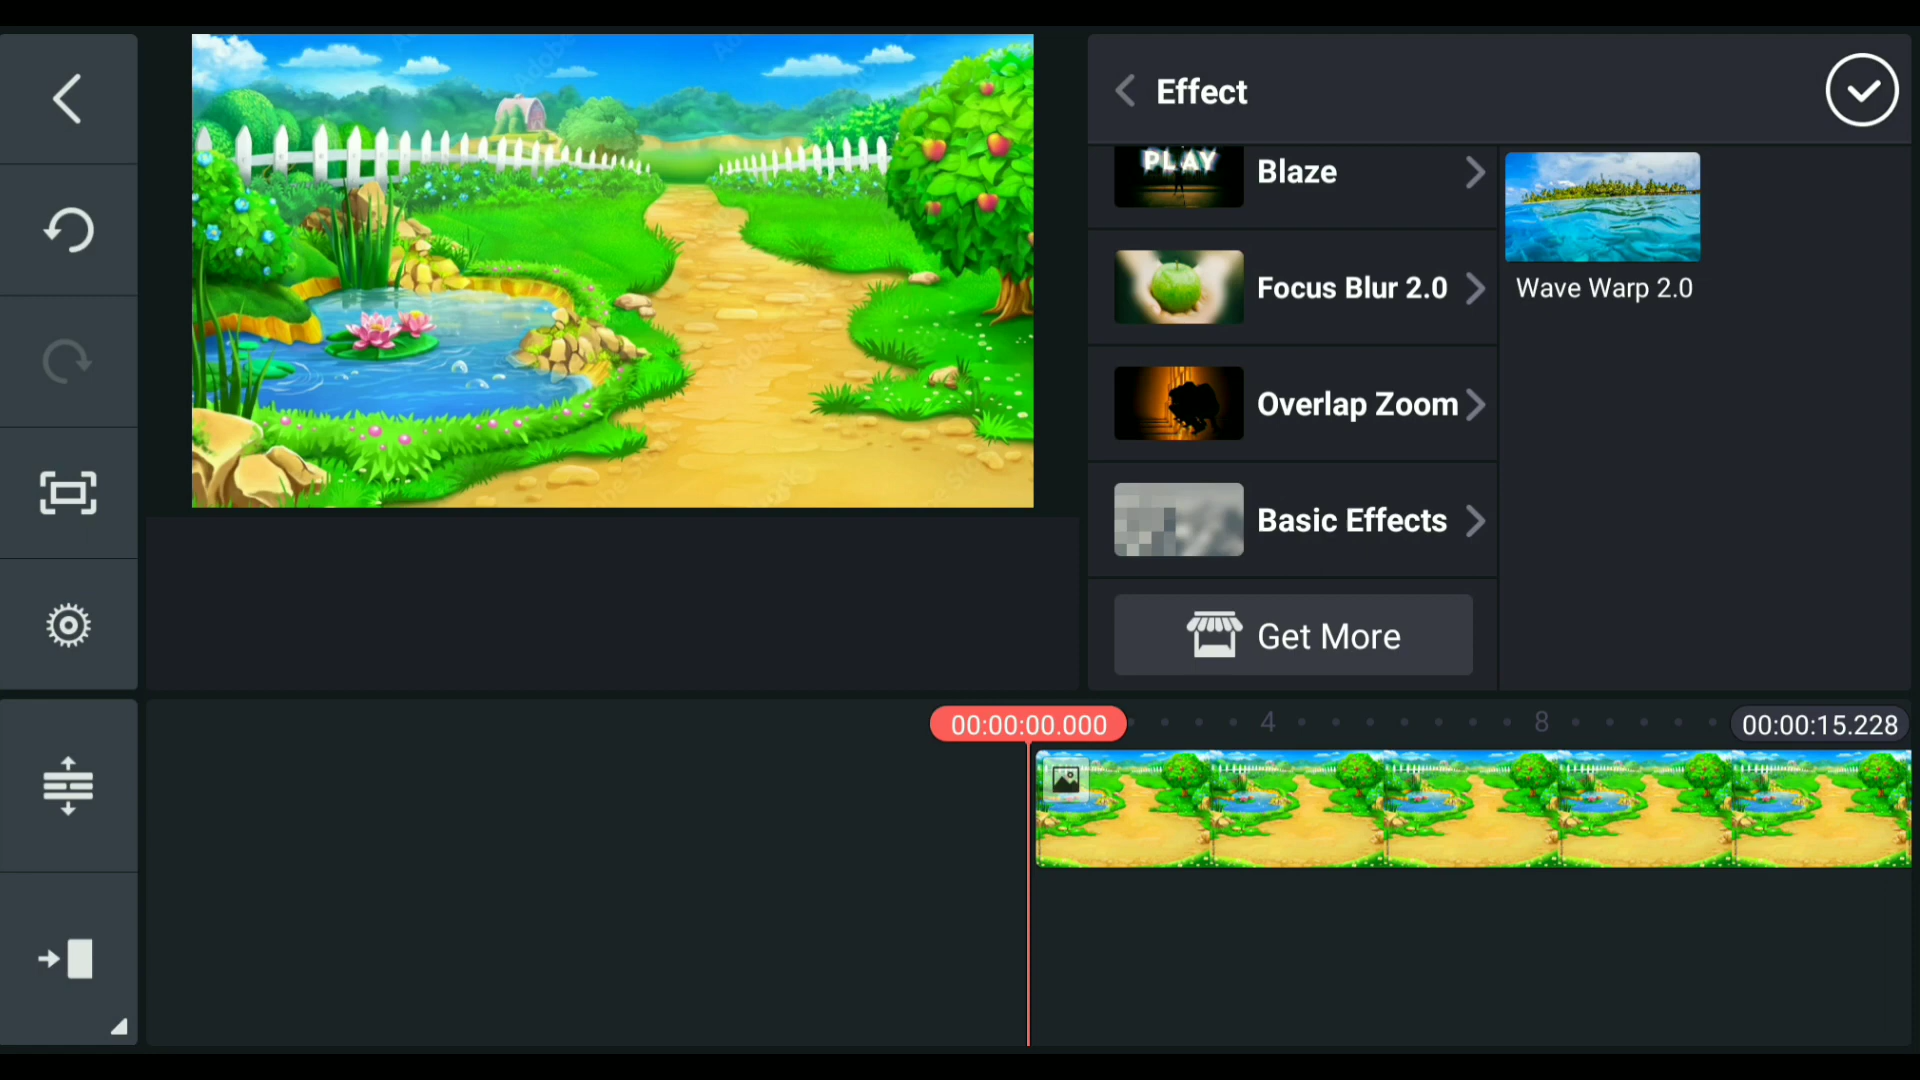 Effect
PLAY
Blaze
Wave Warp 2.0
Focus Blur 2.0
Overlap Zoom
Basic Effects
Get More
00:00:00.000
4
8
00:00:15.228